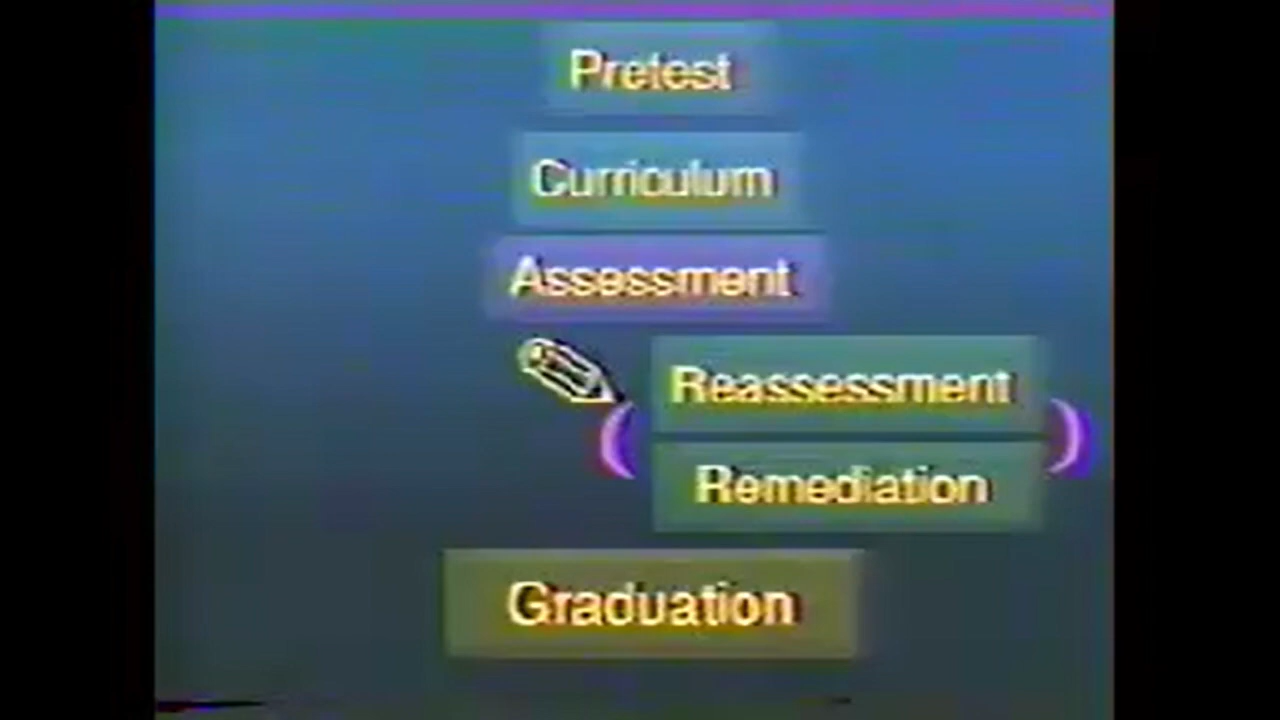 Pretest
Curriculum
Assessment
Reassessment
Remediation
Graduation